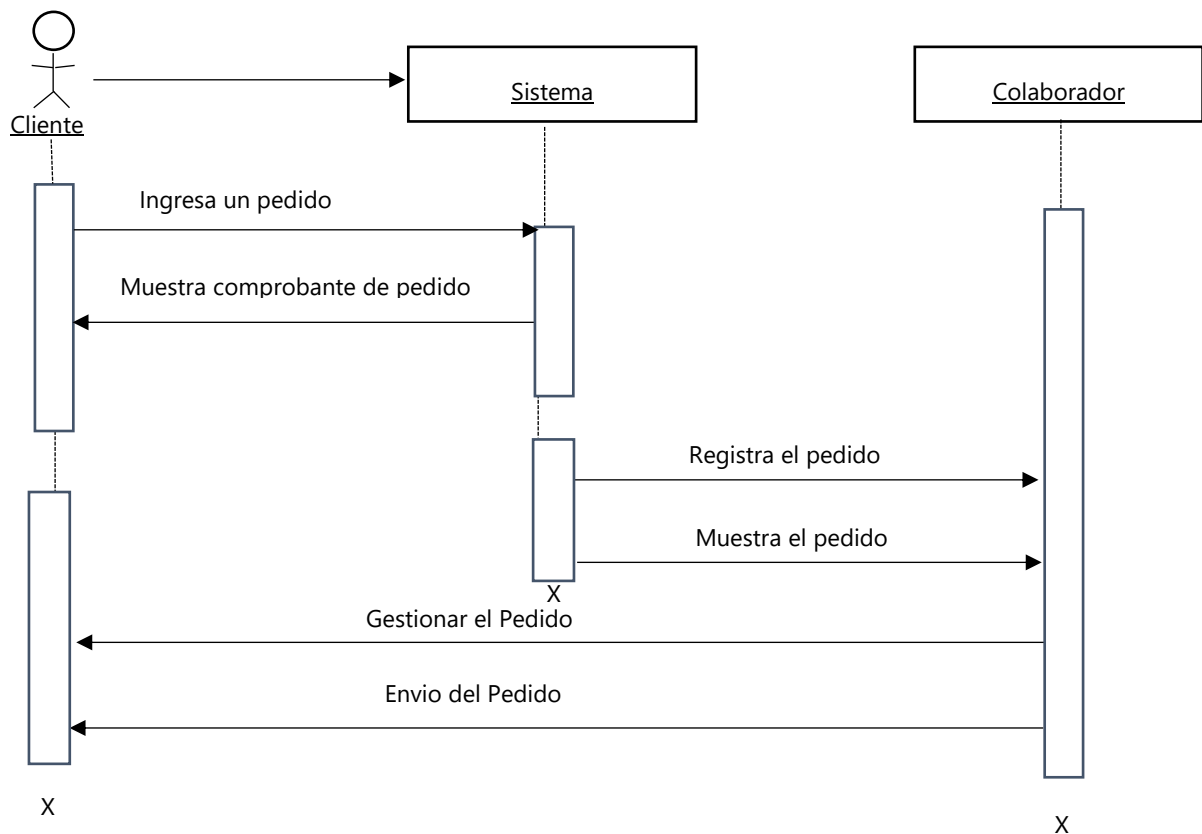 Cliente
Sistema
Colaborador
Ingresa un pedido
Muestra comprobante de pedido
Registra el pedido
Muestra el pedido
X
Gestionar el Pedido
Envio del Pedido
X
X